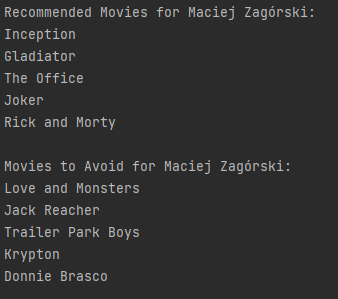 Recommended Movies for Maciej Zagórski:
Inception
Gladiator
The Office
Joker
Rick and Morty
Movies to Avoid for Maciej Zagórski:
Love and Monsters
Jack Reacher
Trailer Park Boys
Krypton
Donnie Brasco